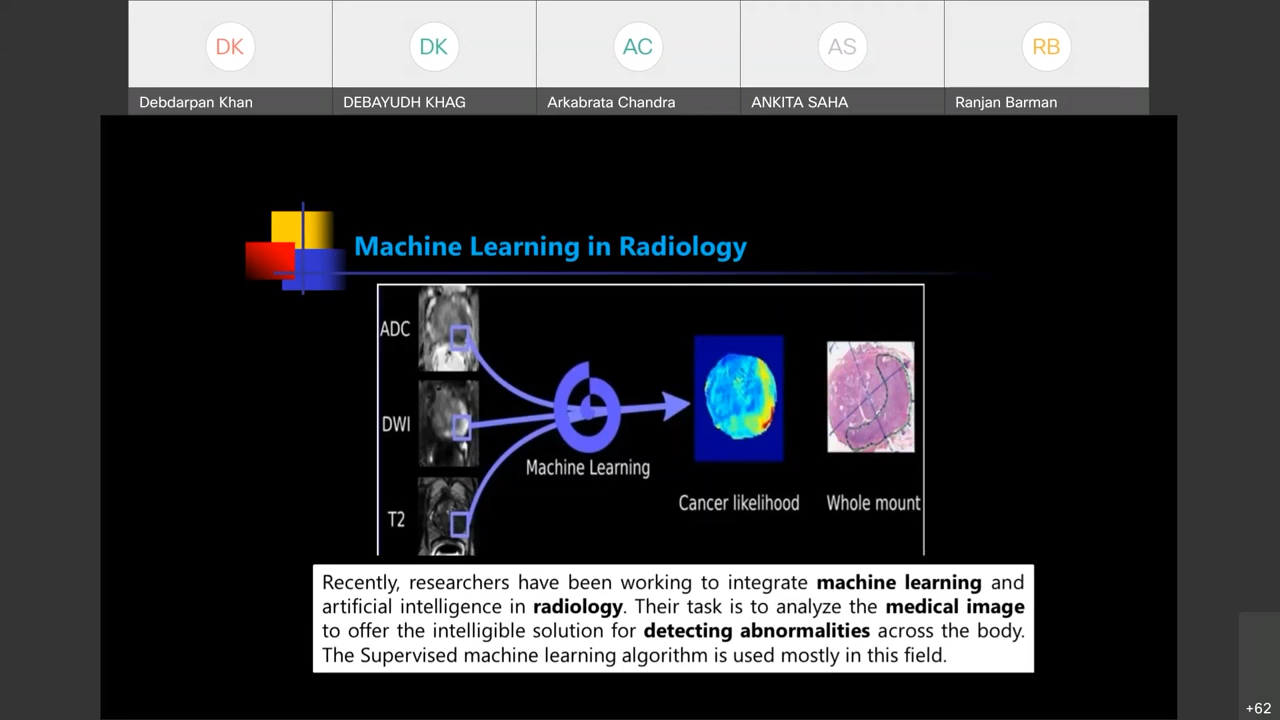 DK
DK
AC
AS
RB
Debdarpan Khan
DEBAYUDH KHAG
Arkabrata Chandra
ANKITA SAHA
Ranjan Barman
Machine Learning in Radiology
ADC
DWI
T2
Machine Learning
Cancer likelihood
Whole mount
Recently, researchers have been working to integrate machine learning and
artificial intelligence in radiology. Their task is to analyze the medical image
to offer the intelligible solution for detecting abnormalities across the body.
The Supervised machine learning algorithm is used mostly in this field.
+62